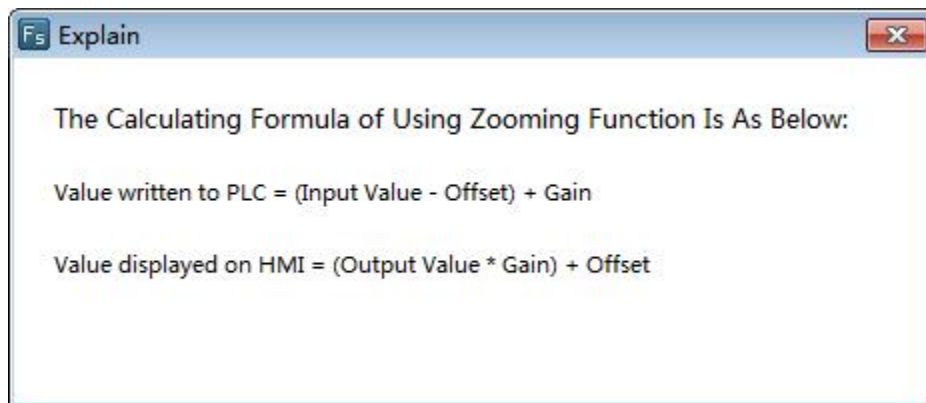 Fs Explain
The Calculating Formula of Using Zooming Function Is As Below:
Value written to PLC = (Input Value - Offset) + Gain
Value displayed on HMI = (Output Value * Gain) + Offset